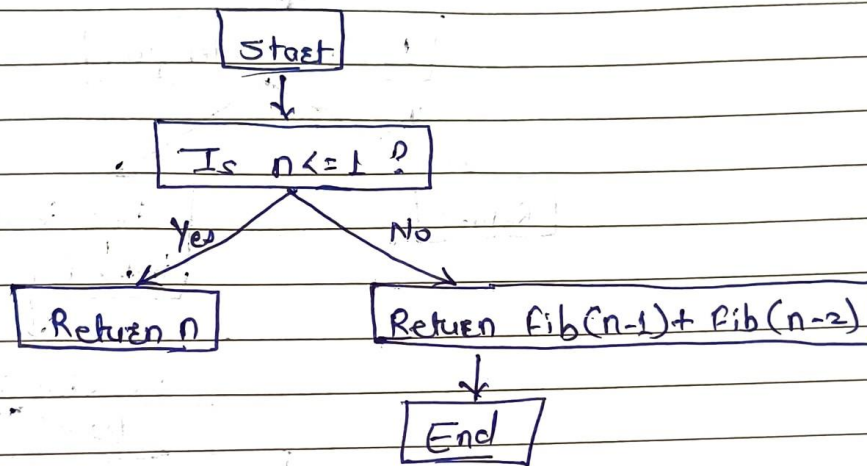 Start
Is n<=1 ?
Yes No
Return n Return fib(n-1)+ fib(n-2)
End